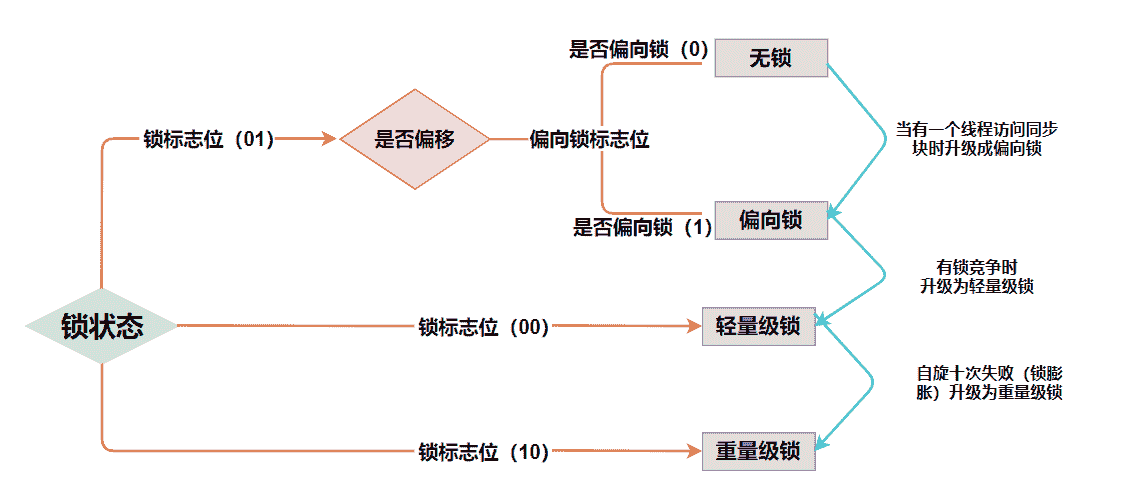 是否偏向锁（0）
无锁
锁标志位（01）
是否偏移
偏向锁标志位
当有一个线程访问同步
块时升级成偏向锁
是否偏向锁（1）
偏向锁
有锁竞争时
升级为轻量级锁
锁状态
锁标志位（00）
轻量级锁
自旋十次失败（锁膨
胀）升级为重量级锁
锁标志位（10）
重量级锁